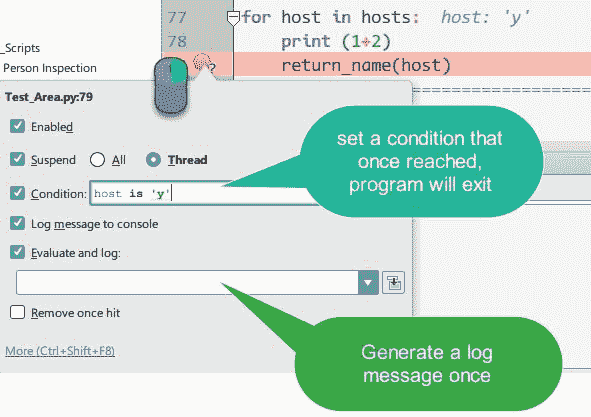 77 for host in hosts: host: 'y'
78 print (1+2)
_Scripts
Person Inspection
? return_name(host)
Test_Area.py:79
Enabled
Suspend All Thread
Condition: host is 'y'
Log message to console
Evaluate and log:
Remove once hit
More (Ctrl+Shift+F8)
set a condition that
once reached,
program will exit
Generate a log
message once